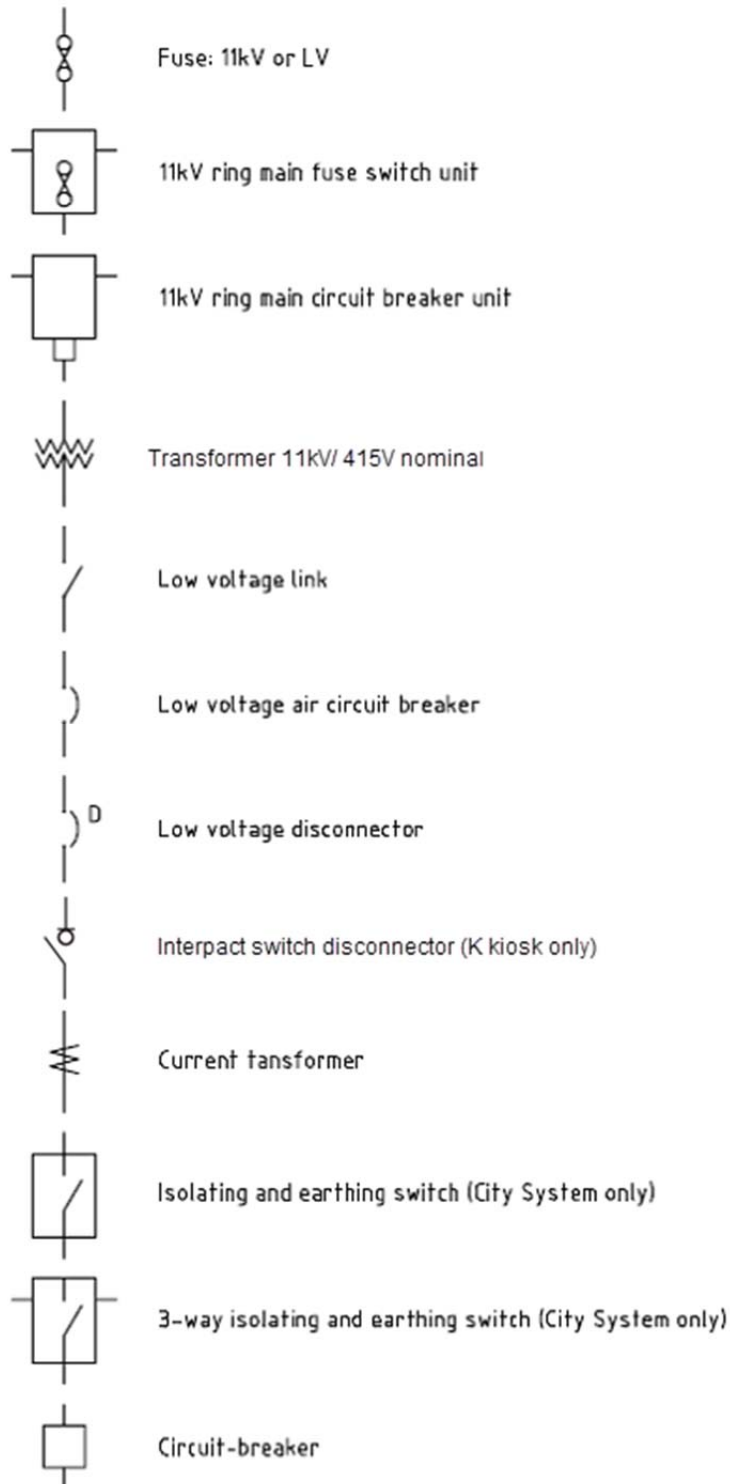 Fuse: 11kV or LV
11kV ring main fuse switch unit
11kV ring main circuit breaker unit
Transformer 11kV/ 415V nominal
Low voltage link
Low voltage air circuit breaker
D
Low voltage disconnector
Interpact switch disconnector (K kiosk only)
Current tansformer
Isolating and earthing switch (City System only)
3-way isolating and earthing switch (City System only)
Circuit-breaker